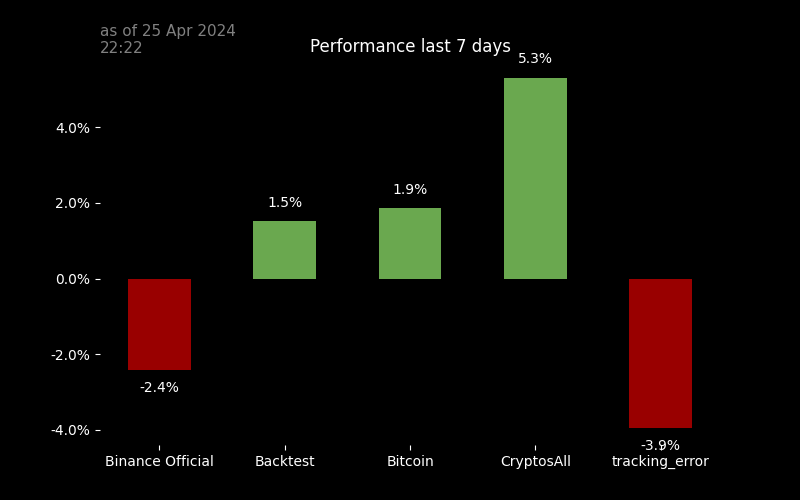 as of 25 Apr 2024
22:22
Performance last 7 days
5.3%
4.0%
2.0%
1.5%
1.9%
0.0%
-2.0%
-2.4%
-4.0%
-3.9%
Binance Official
Backtest
Bitcoin
CryptosAll
tracking_error